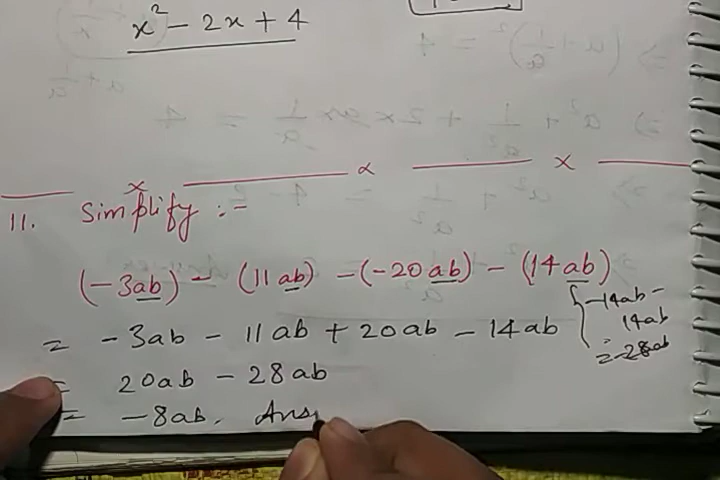 x² - 2x + 4
11. Simplify :-
(-3ab) - (11ab) - (-20ab) - (14ab)
= -3ab - 11ab + 20ab - 14ab
-14ab -
14ab
= -28ab
= 20ab - 28ab
= -8ab. Ans